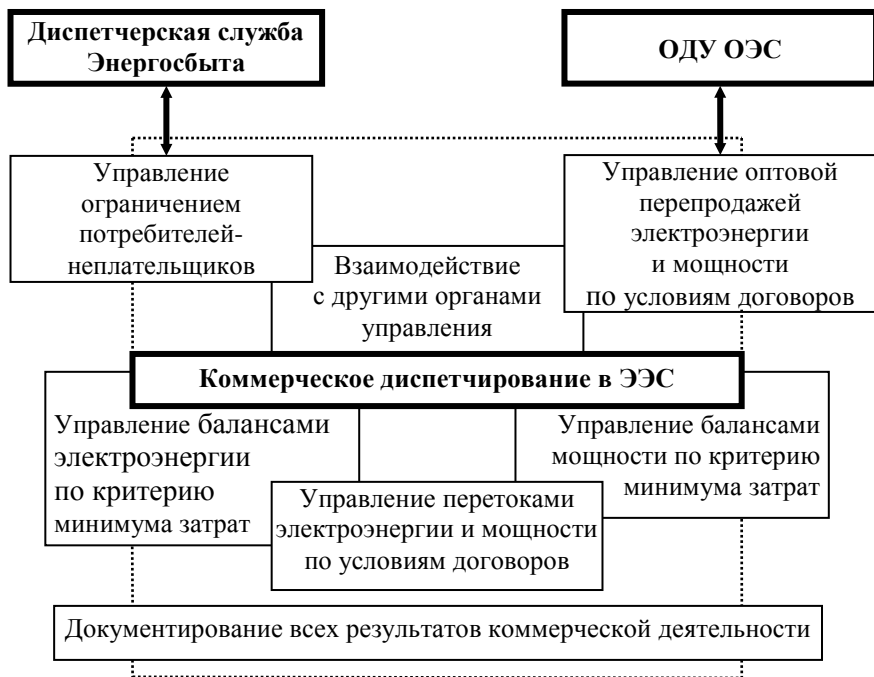 Диспетчерская служба
Энергосбыта
ОДУ ОЭС
Управление
ограничением
потребителей-
неплательщиков
Управление оптовой
перепродажей
электроэнергии
и мощности
по условиям договоров
Взаимодействие
с другими органами
управления
Коммерческое диспетчирование в ЭЭС
Управление балансами
электроэнергии
по критерию
минимума затрат
Управление балансами
мощности по критерию
минимума затрат
Управление перетоками
электроэнергии и мощности
по условиям договоров
Документирование всех результатов коммерческой деятельности